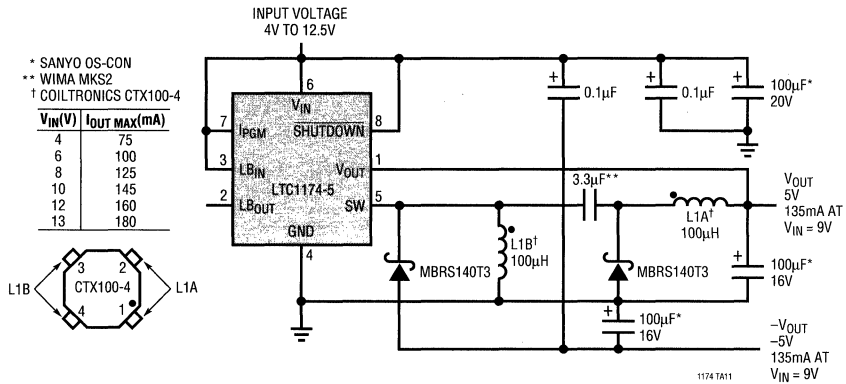 INPUT VOLTAGE
4V TO 12.5V
* SANYO OS-CON
** WIMA MKS2
† COILTRONICS CTX100-4
VIN(V) IOUT MAX(mA)
4 75
6 100
8 125
10 145
12 160
13 180
6
VIN
7
IPGM
SHUTDOWN
8
3
LBIN
VOUT
1
LTC1174-5
2
LBOUT
SW
5
GND
4
+
0.1µF
+
0.1µF
+
100µF*
20V
3.3µF**
L1A†
100µH
L1B†
100µH
MBRS140T3
MBRS140T3
VOUT
5V
135mA AT
VIN = 9V
+
100µF*
16V
+
100µF*
16V
–VOUT
–5V
135mA AT
VIN = 9V
L1B
3
2
CTX100-4
4
1
L1A
1174 TA11